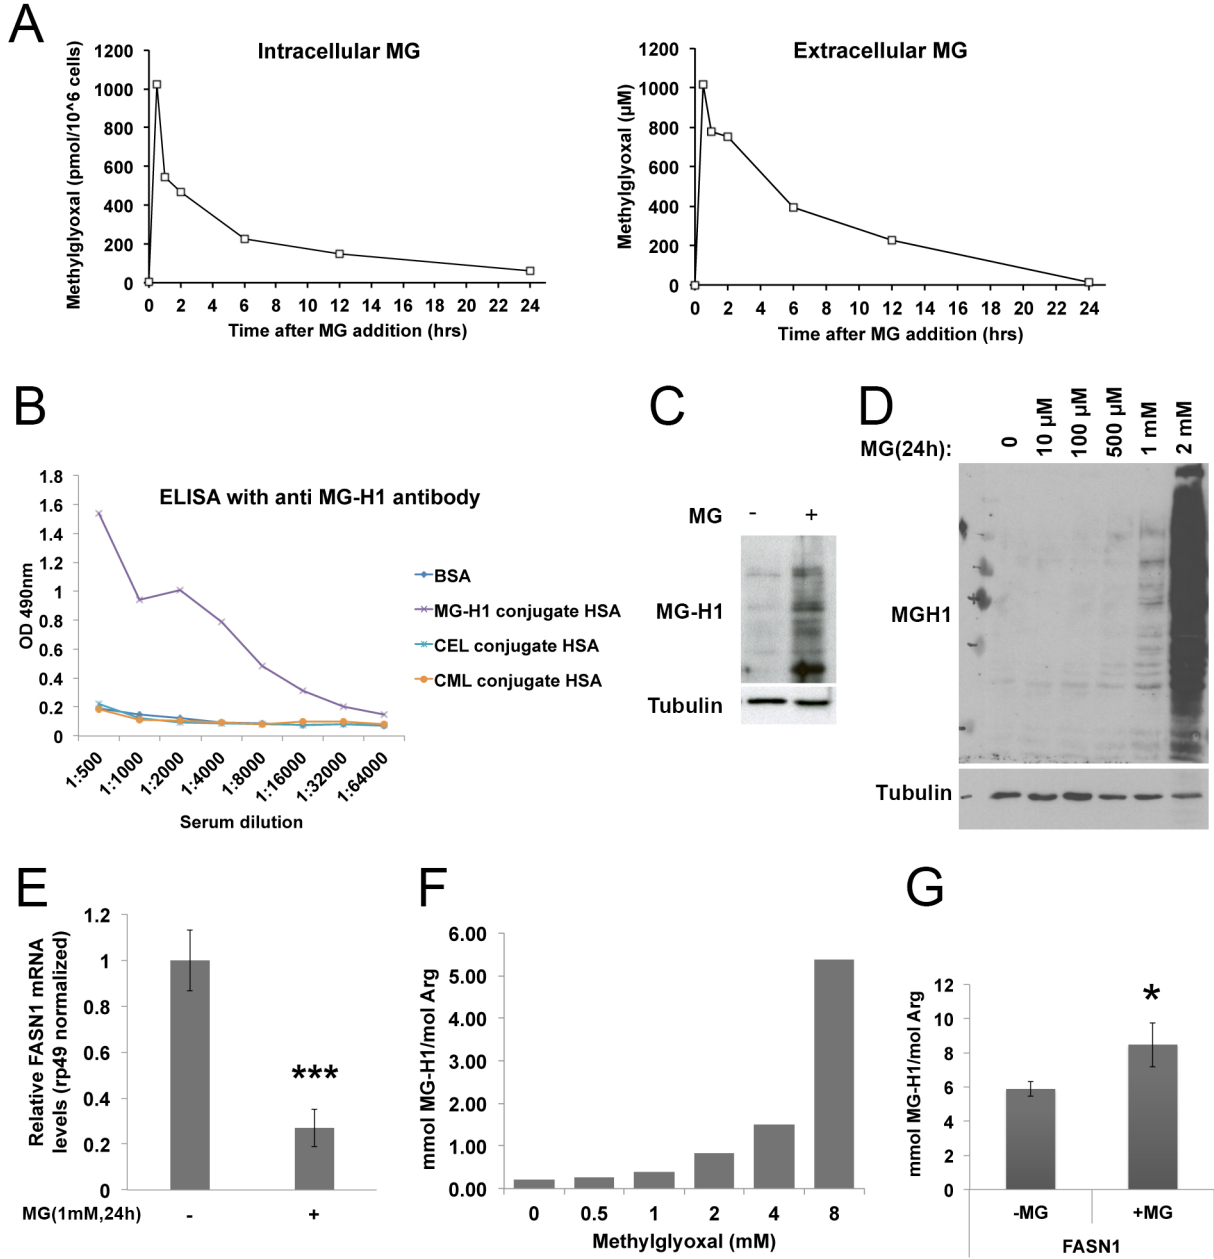 A
Intracellular MG
Methylglyoxal (pmol/10^6 cells)
1200
1000
800
600
400
200
0
0 2 4 6 8 10 12 14 16 18 20 22 24
Time after MG addition (hrs)
Extracellular MG
Methylglyoxal (µM)
1200
1000
800
600
400
200
0
0 2 4 6 8 10 12 14 16 18 20 22 24
Time after MG addition (hrs)
B
ELISA with anti MG-H1 antibody
OD 490nm
1.8
1.6
1.4
1.2
1
0.8
0.6
0.4
0.2
0
1:500 1:1000 1:2000 1:4000 1:8000 1:16000 1:32000 1:64000
Serum dilution
BSA
MG-H1 conjugate HSA
CEL conjugate HSA
CML conjugate HSA
C
MG - +
MG-H1
Tubulin
D
MG(24h): 0 10 µM 100 µM 500 µM 1 mM 2 mM
MGH1
Tubulin
E
Relative FASN1 mRNA
levels (rp49 normalized)
1.2
1
0.8
0.6
0.4
0.2
0
***
MG(1mM,24h) - +
F
mmol MG-H1/mol Arg
6.00
5.00
4.00
3.00
2.00
1.00
0.00
0 0.5 1 2 4 8
Methylglyoxal (mM)
G
mmol MG-H1/mol Arg
12
10
8
6
4
2
0
*
-MG +MG
FASN1